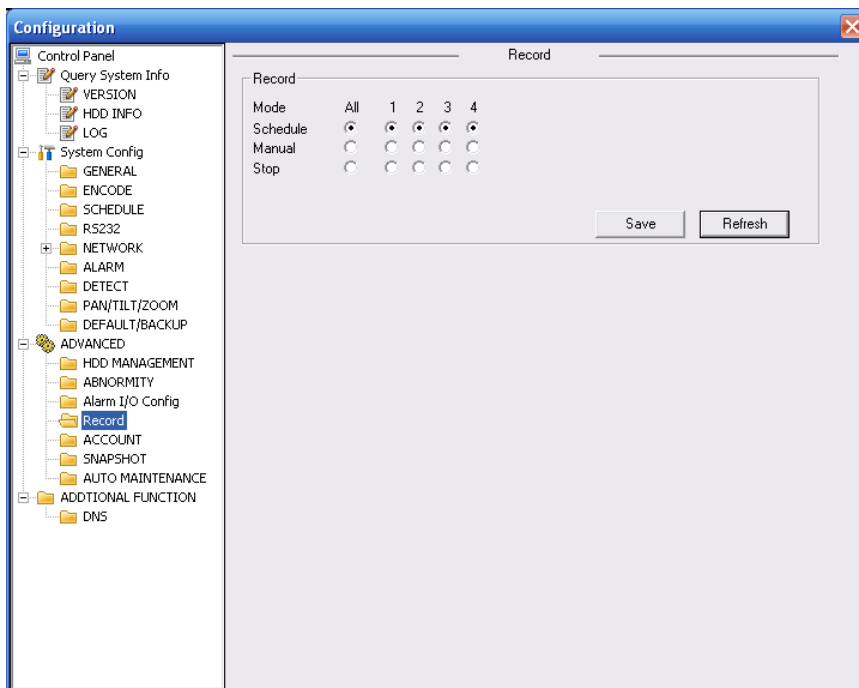 Configuration
Control Panel
Query System Info
VERSION
HDD INFO
LOG
System Config
GENERAL
ENCODE
SCHEDULE
RS232
NETWORK
ALARM
DETECT
PAN/TILT/ZOOM
DEFAULT/BACKUP
ADVANCED
HDD MANAGEMENT
ABNORMITY
Alarm I/O Config
Record
ACCOUNT
SNAPSHOT
AUTO MAINTENANCE
ADDTIONAL FUNCTION
DNS
Record
Record
Mode All 1 2 3 4
Schedule
Manual
Stop
Save Refresh